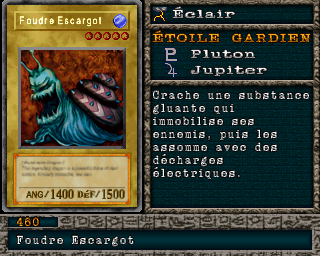 Foudre Escargot
ANG/1400 DÉF/1500
Éclair
ÉTOILE GARDIEN
Pluton
Jupiter
Crache une substance
gluante qui
immobilise ses
ennemis, puis les
assomme avec des
décharges
électriques.
460
Foudre Escargot